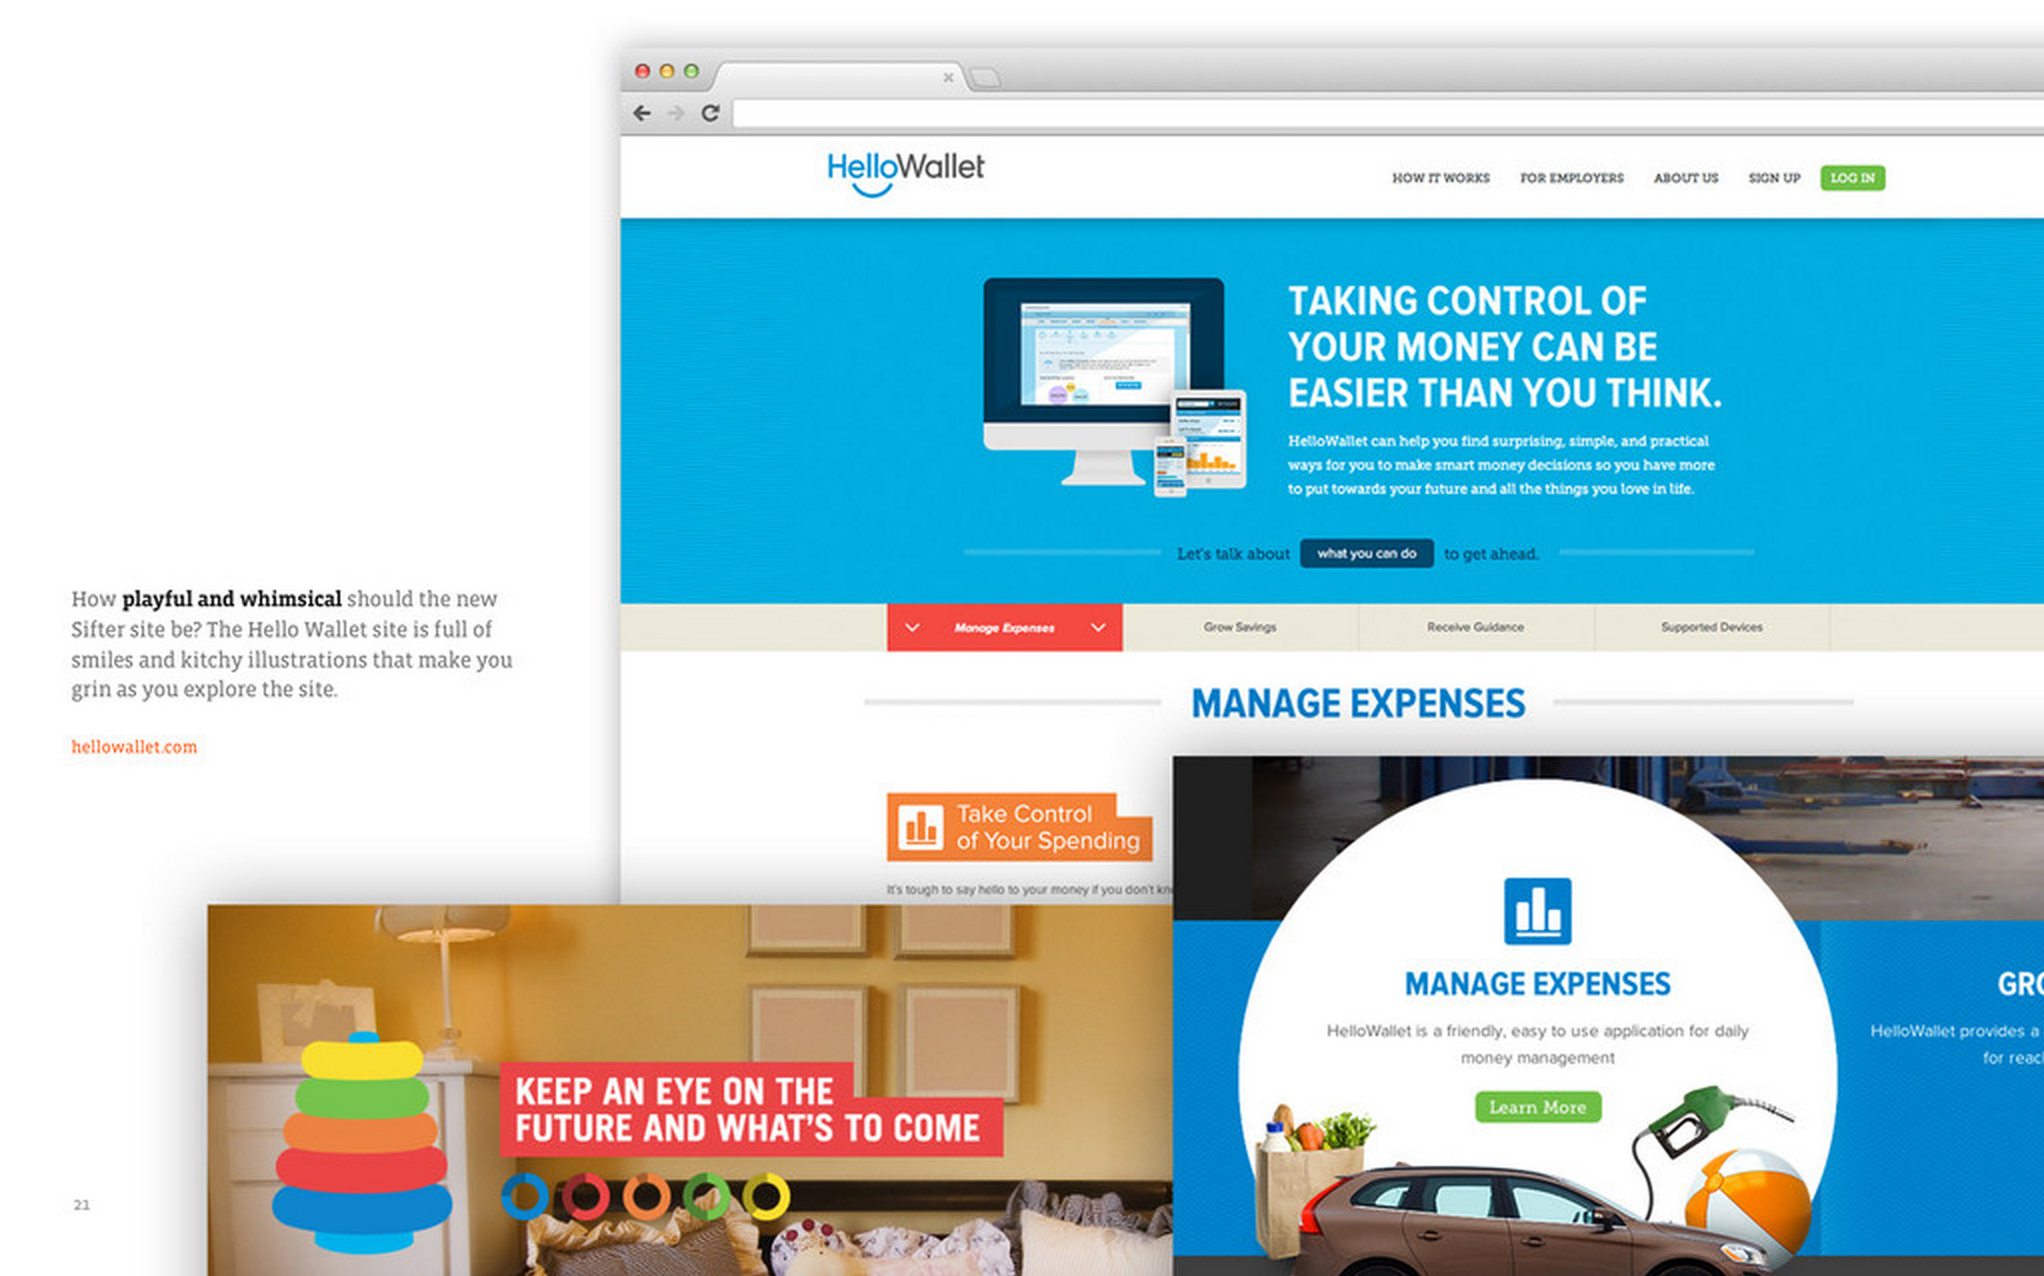 HelloWallet
HOW IT WORKS
FOR EMPLOYERS
ABOUT US
SIGN UP
LOG IN
TAKING CONTROL OF
YOUR MONEY CAN BE
EASIER THAN YOU THINK.
HelloWallet can help you find surprising, simple, and practical
ways for you to make smart money decisions so you have more
to put towards your future and all the things you love in life.
Let's talk about what you can do to get ahead.
Manage Expenses
Grow Savings
Receive Guidance
Supported Devices
MANAGE EXPENSES
How playful and whimsical should the new
Sifter site be? The Hello Wallet site is full of
smiles and kitchy illustrations that make you
grin as you explore the site.
hellowallet.com
Take Control
of Your Spending
It's tough to say hello to your money if you don't
MANAGE EXPENSES
HelloWallet is a friendly, easy to use application for daily
money management
Learn More
HelloWallet provides a
for
KEEP AN EYE ON THE
FUTURE AND WHAT'S TO COME
21